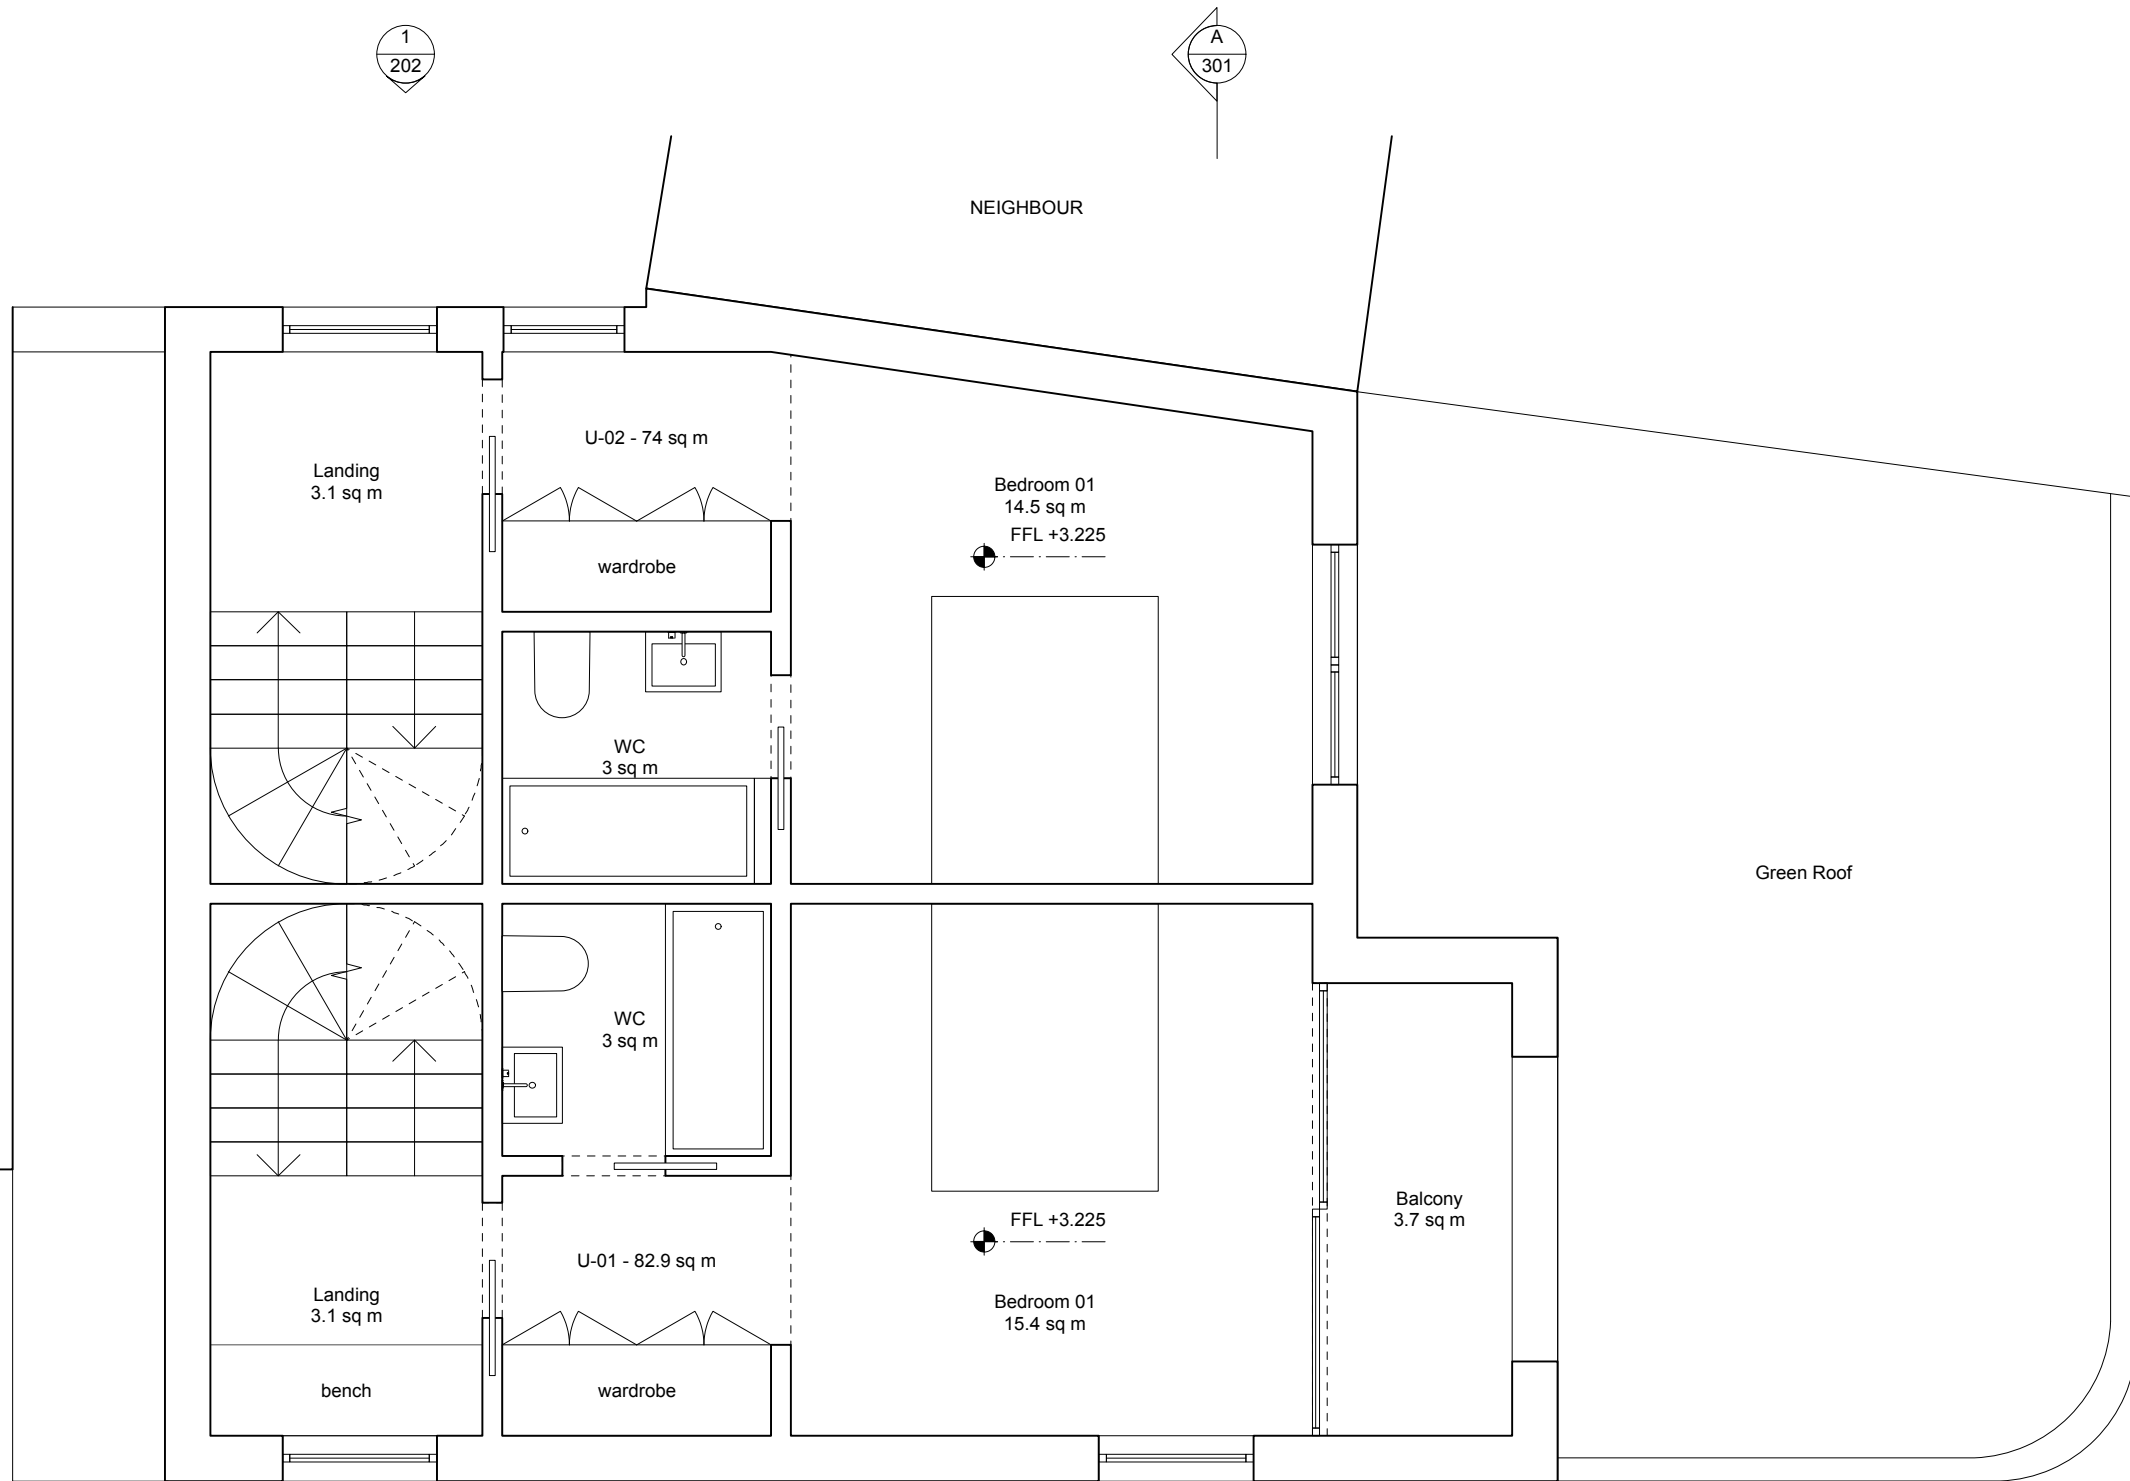 1
202
A
301
NEIGHBOUR
U-02 - 74 sq m
Landing
3.1 sq m
Bedroom 01
14.5 sq m
FFL +3.225
wardrobe
WC
3 sq m
Green Roof
WC
3 sq m
Balcony
3.7 sq m
FFL +3.225
U-01 - 82.9 sq m
Landing
3.1 sq m
Bedroom 01
15.4 sq m
bench
wardrobe